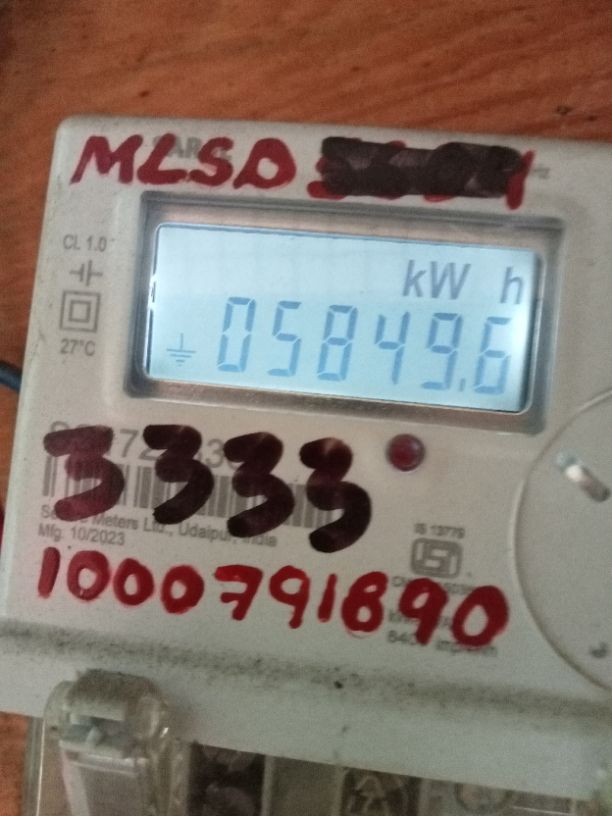 MLSD
CL 1.0
kW h
05849.6
27°C
3333
Meters Ltd., Udaipur, India
Mfg. 10/2023
IS 13779
ISI
1000791890